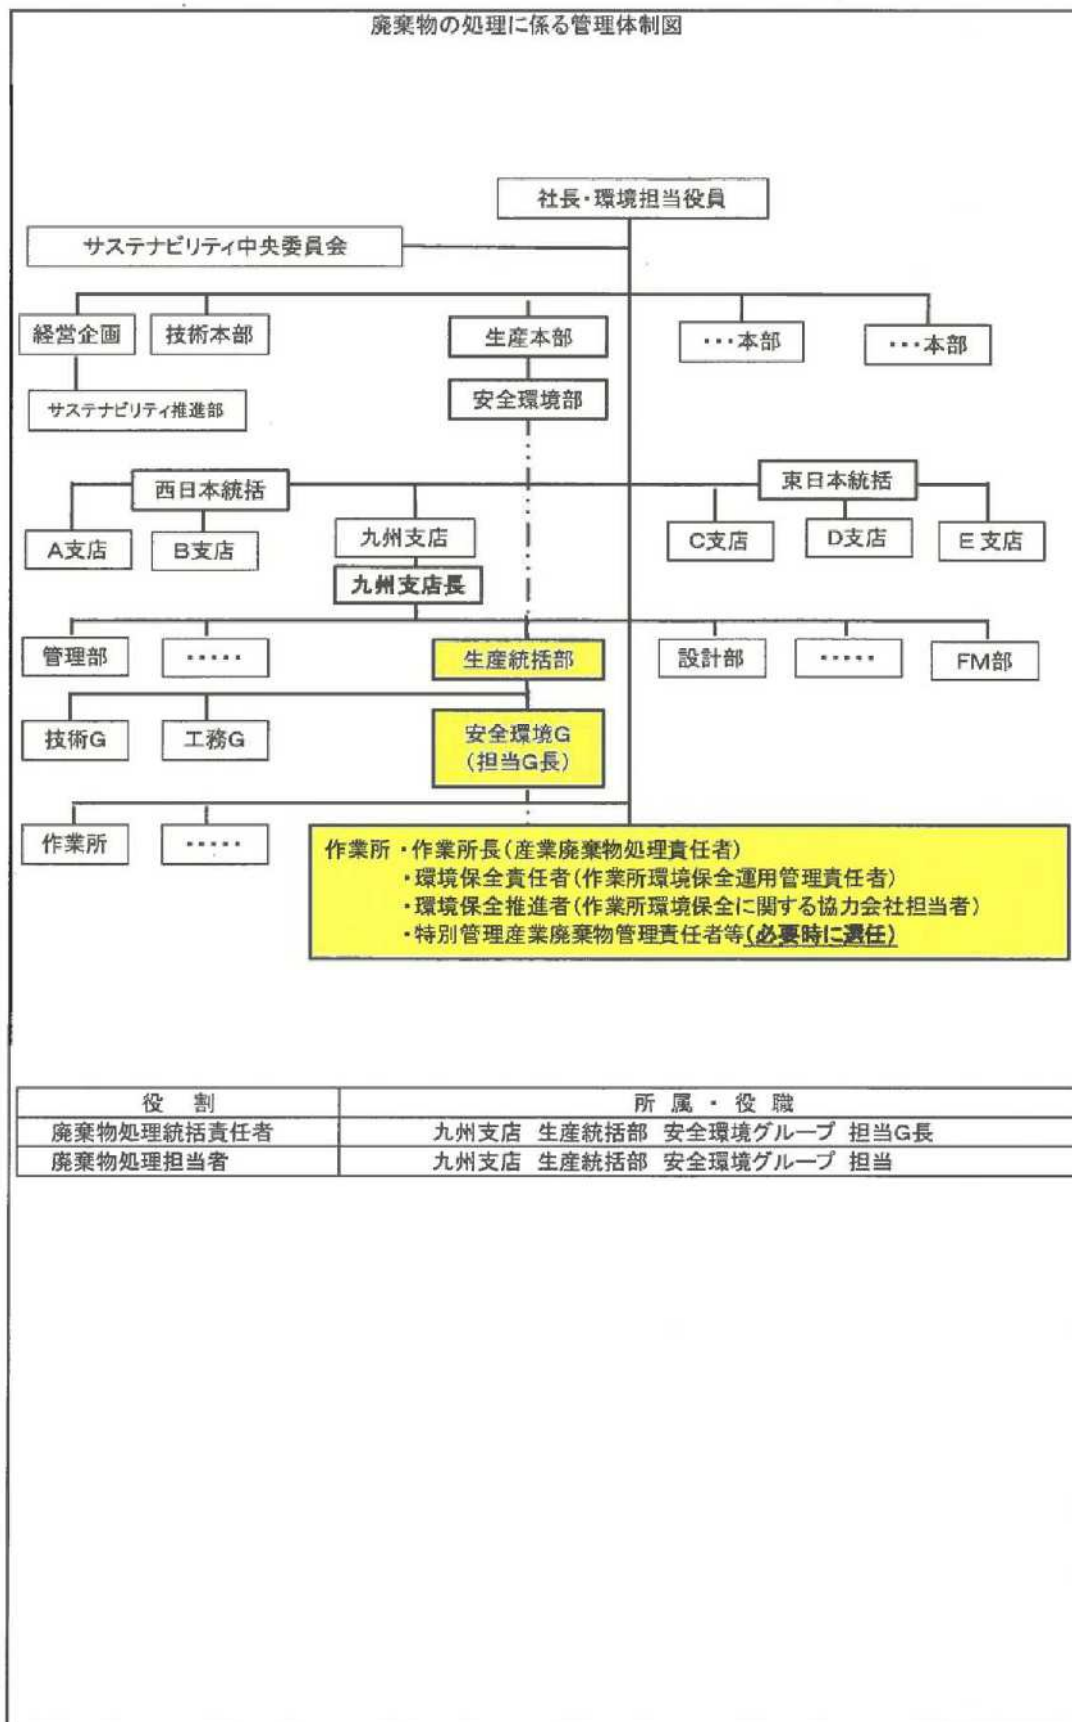 廃棄物の処理に係る管理体制図
社長・環境担当役員
サステナビリティ中央委員会
経営企画
技術本部
生産本部
・・・本部
・・・本部
サステナビリティ推進部
安全環境部
西日本統括
東日本統括
A支店
B支店
九州支店
C支店
D支店
E支店
九州支店長
管理部
・・・・・
生産統括部
設計部
・・・・・
FM部
技術G
工務G
安全環境G
(担当G長)
作業所
・・・・・
作業所・作業所長(産業廃棄物処理責任者)
・環境保全責任者(作業所環境保全運用管理責任者)
・環境保全推進者(作業所環境保全に関する協力会社担当者)
・特別管理産業廃棄物管理責任者等(必要時に選任)
役 割 所 属 ・ 役 職
廃棄物処理統括責任者 九州支店 生産統括部 安全環境グループ 担当G長
廃棄物処理担当者 九州支店 生産統括部 安全環境グループ 担当